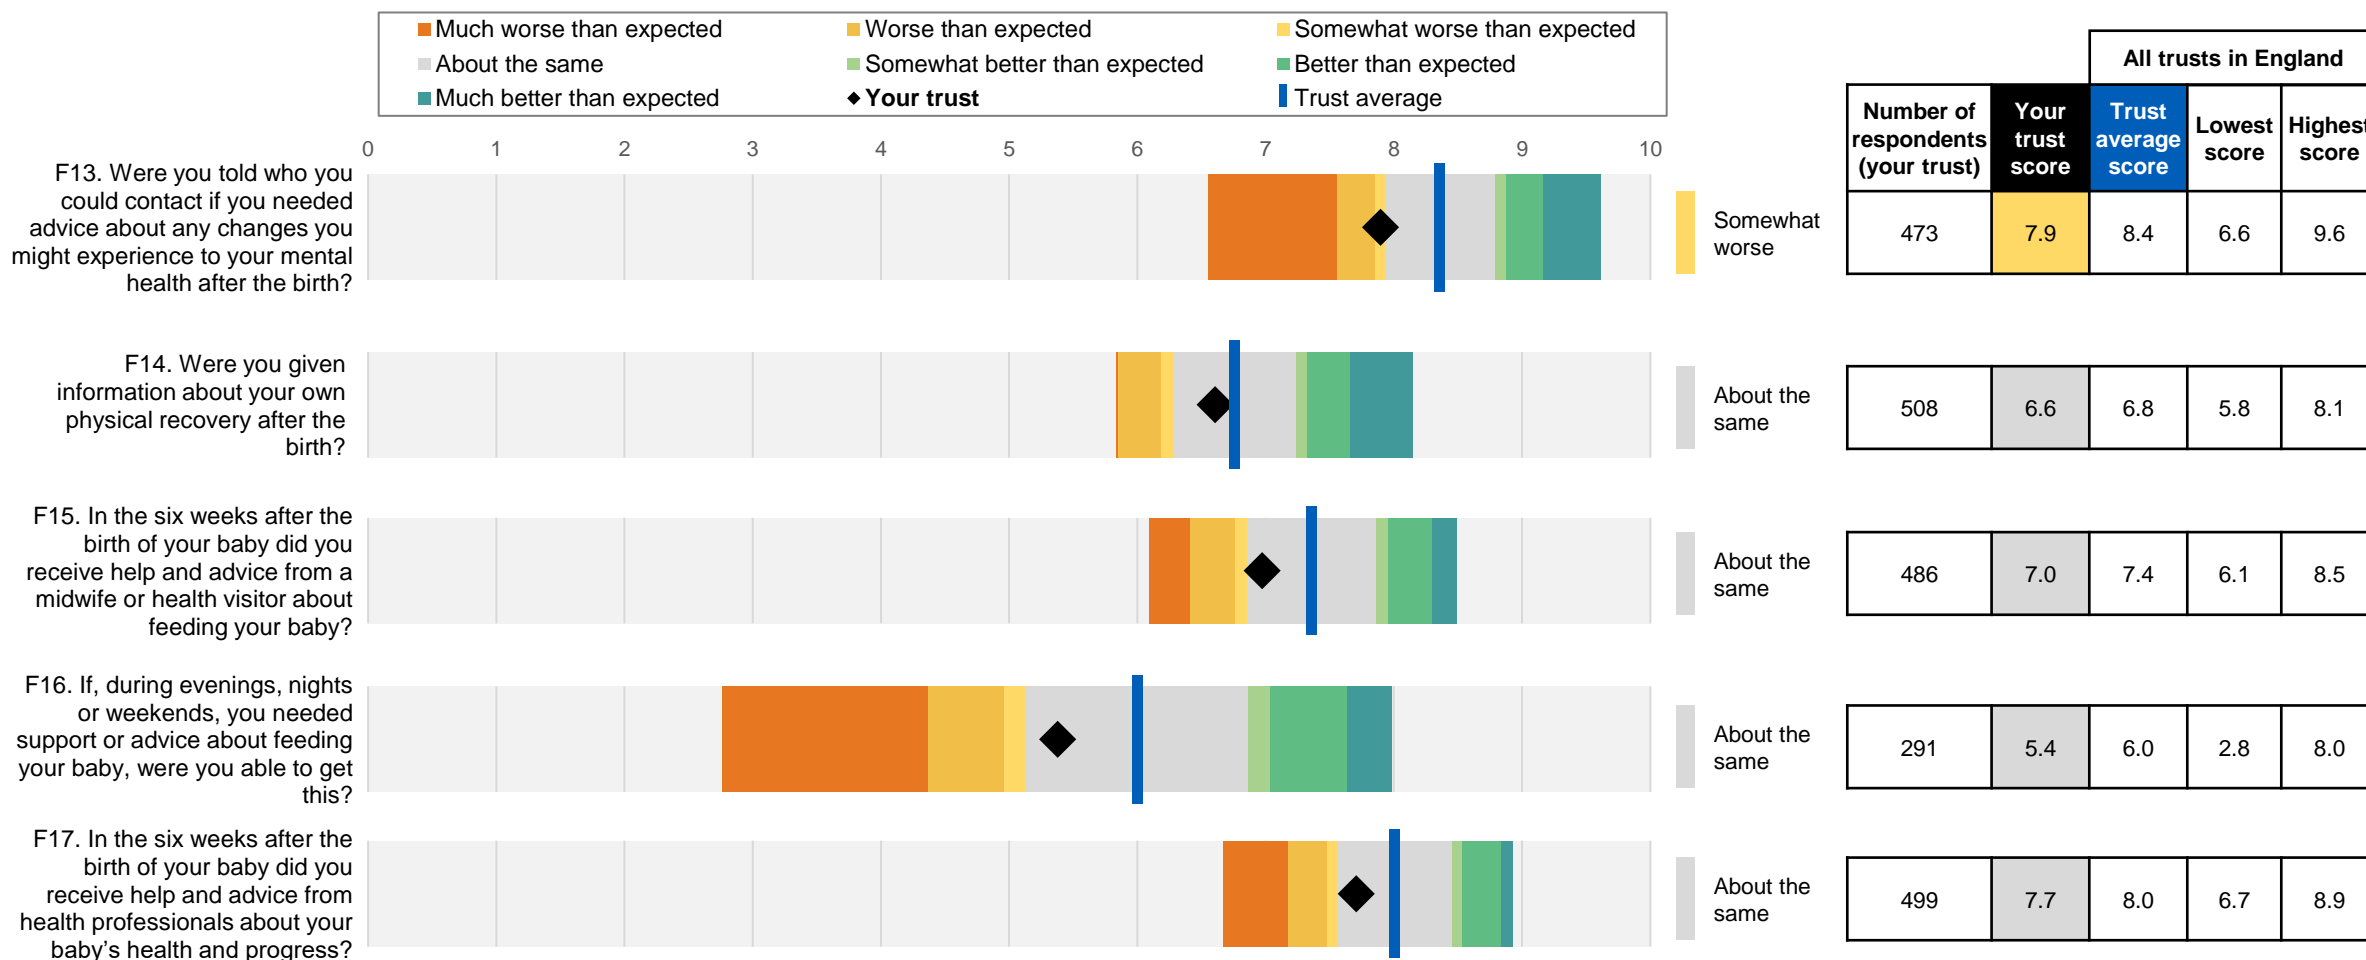 Much worse than expected
Worse than expected
Somewhat worse than expected
About the same
Somewhat better than expected
Better than expected
Much better than expected
Your trust
Trust average
All trusts in England
Number of
respondents
(your trust)
Your
trust
score
Trust
average
score
Lowest
score
Highest
score
0 1 2 3 4 5 6 7 8 9 10
F13. Were you told who you
could contact if you needed
advice about any changes you
might experience to your mental
health after the birth?
Somewhat
worse
473 7.9 8.4 6.6 9.6
F14. Were you given
information about your own
physical recovery after the
birth?
About the
same
508 6.6 6.8 5.8 8.1
F15. In the six weeks after the
birth of your baby did you
receive help and advice from a
midwife or health visitor about
feeding your baby?
About the
same
486 7.0 7.4 6.1 8.5
F16. If, during evenings, nights
or weekends, you needed
support or advice about feeding
your baby, were you able to get
this?
About the
same
291 5.4 6.0 2.8 8.0
F17. In the six weeks after the
birth of your baby did you
receive help and advice from
health professionals about your
baby’s health and progress?
About the
same
499 7.7 8.0 6.7 8.9